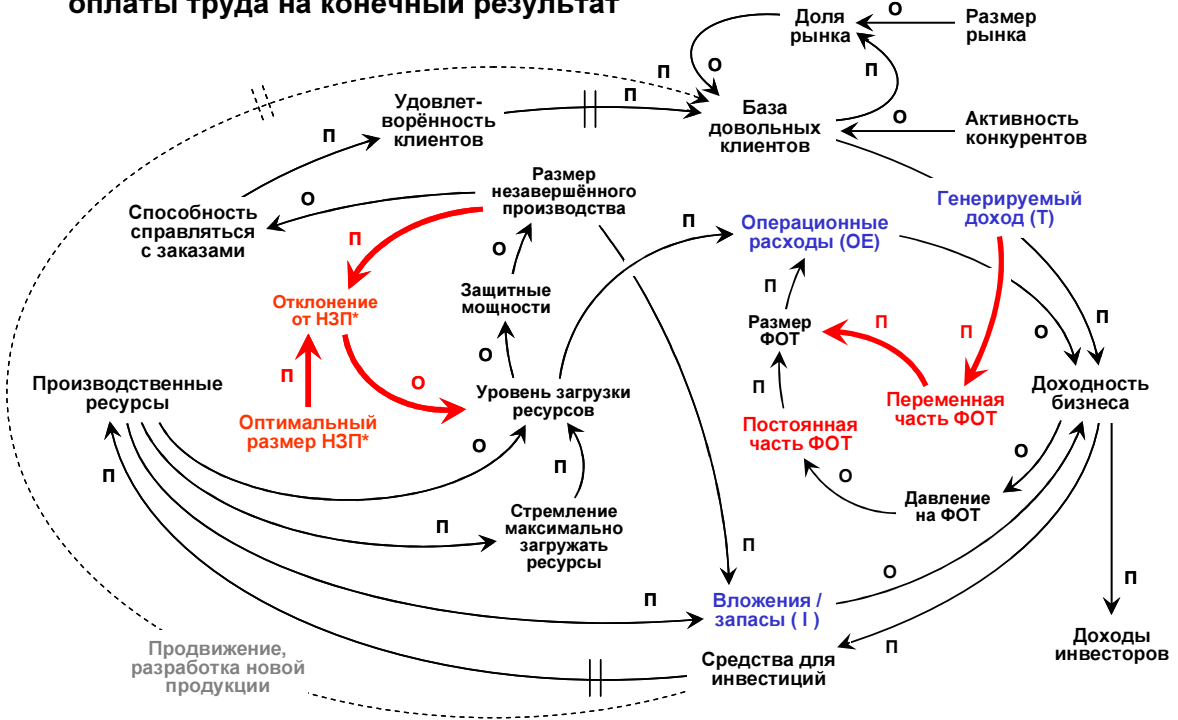 оплаты труда на конечный результат
Доля
рынка
О
Размер
рынка
П
О
П
Удовлет-
ворённость
клиентов
П
База
довольных
клиентов
О
Активность
конкурентов
П
Размер
незавершённого
производства
О
Способность
справляться
с заказами
П
П
Операционные
расходы (OE)
Генерируемый
доход (T)
О
Защитные
мощности
П
Отклонение
от НЗП*
Размер
ФОТ
П
П
О
П
О
П
О
П
Производственные
ресурсы
Уровень загрузки
ресурсов
Доходность
бизнеса
Переменная
часть ФОТ
Оптимальный
размер НЗП*
Постоянная
часть ФОТ
О
О
П
П
О
Давление
на ФОТ
Стремление
максимально
загружать
ресурсы
П
П
О
П
П
Вложения /
запасы ( I )
Продвижение,
разработка новой
продукции
Средства для
инвестиций
П
Доходы
инвесторов